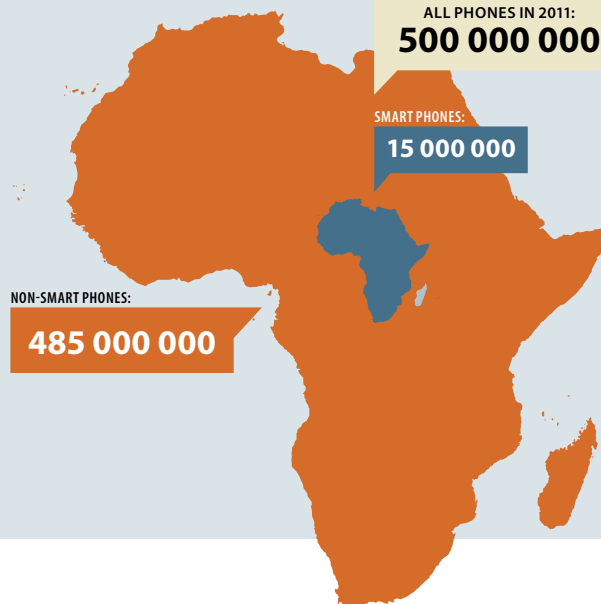 ALL PHONES IN 2011:
500 000 000
SMART PHONES:
15 000 000
NON-SMART PHONES:
485 000 000